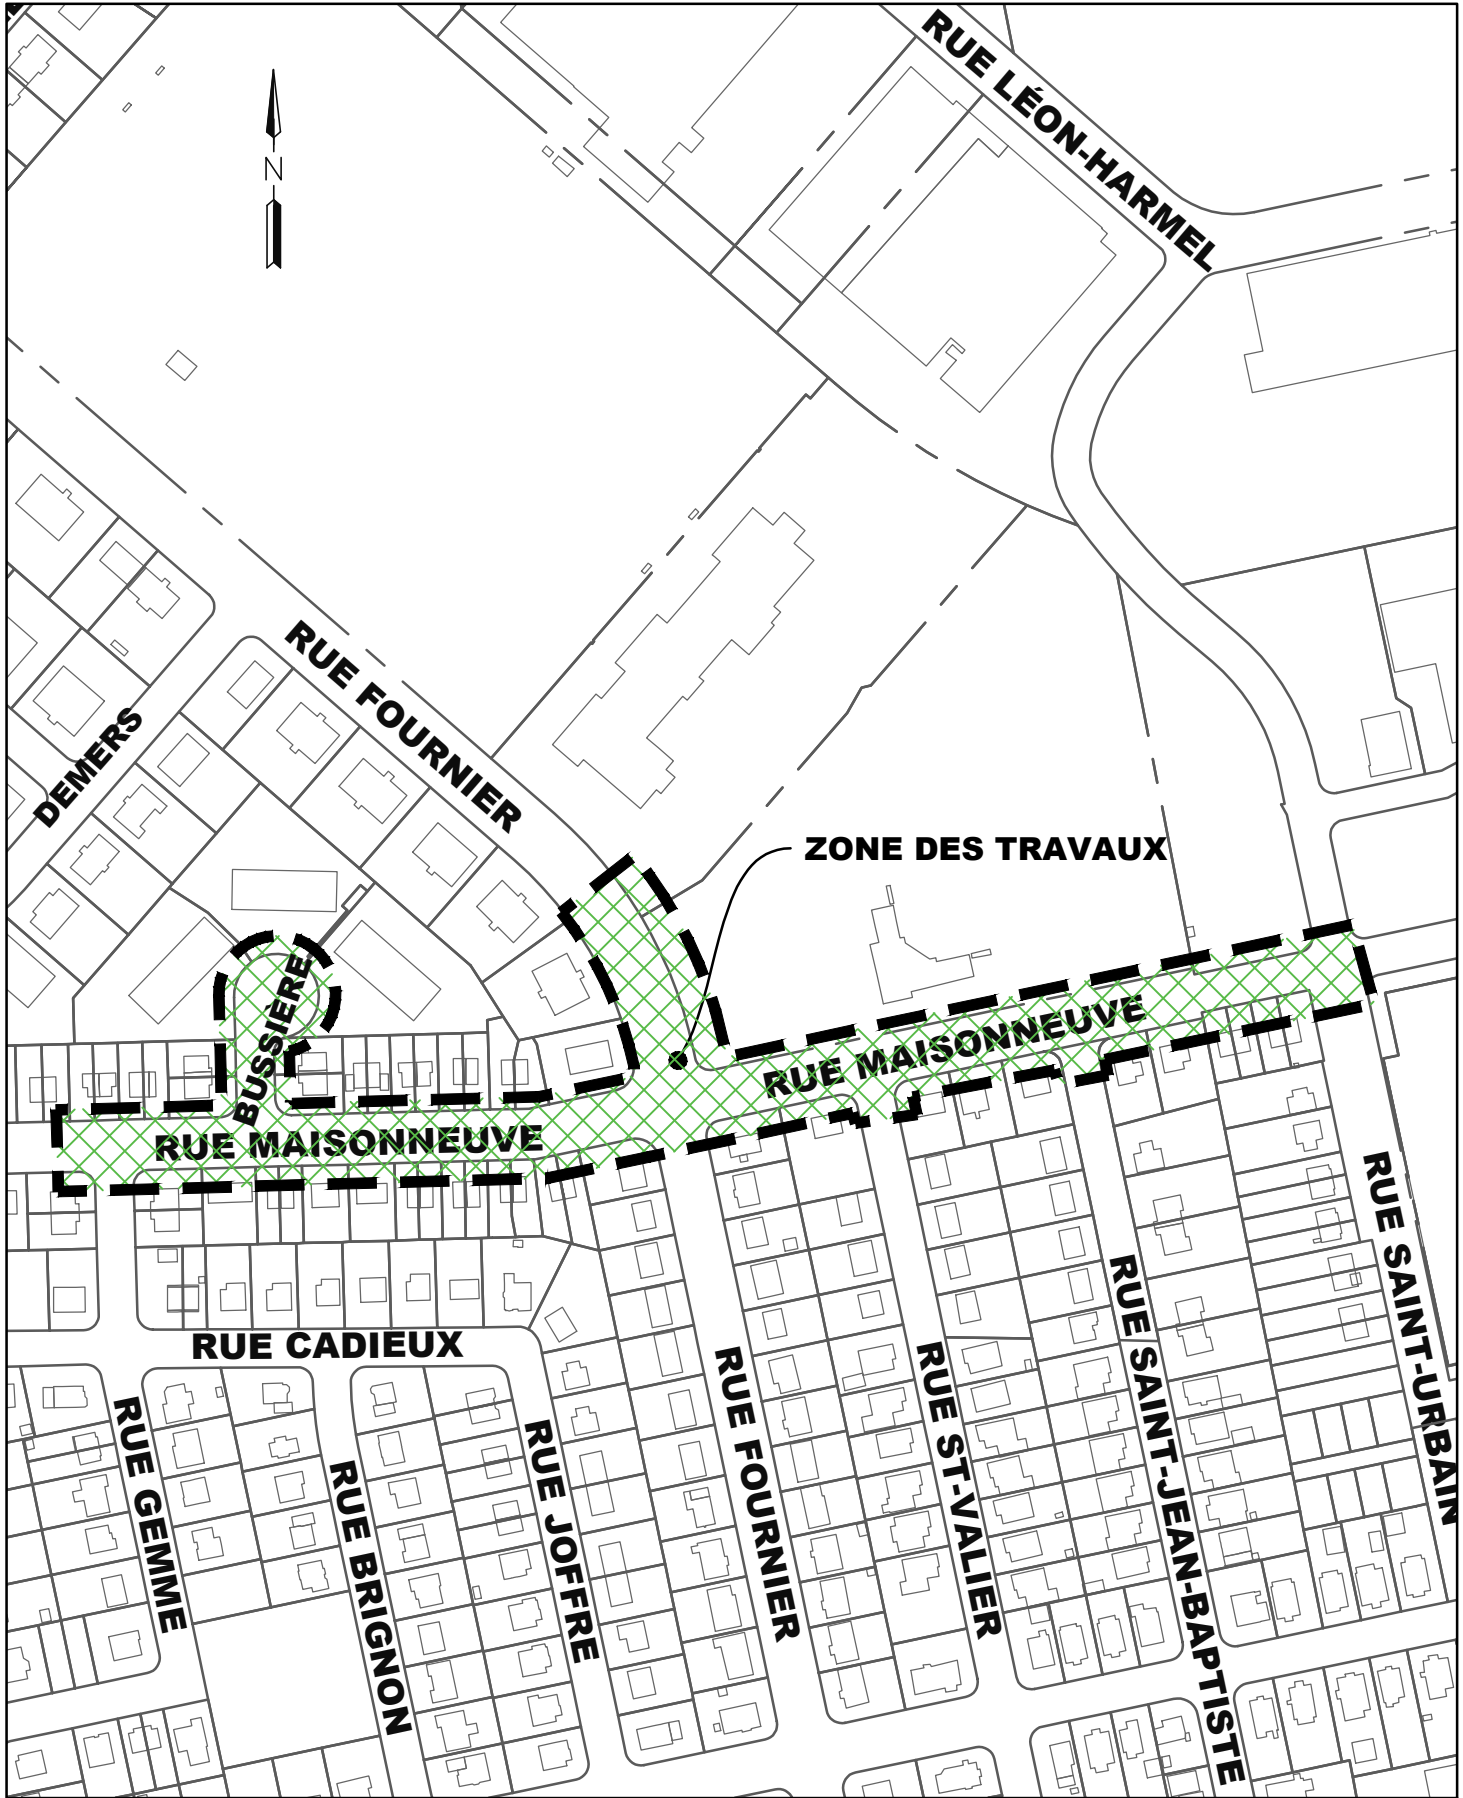 RUE LÉON-HARMEL
N
RUE FOURNIER
DEMERS
ZONE DES TRAVAUX
BUSSIERE
RUE MAISONNEUVE
RUE MAISONNEUVE
RUE CADIEUX
RUE GEMME
RUE BRIGNON
RUE JOFFRE
RUE FOURNIER
RUE ST-VALIER
RUE SAINT-JEAN-BAPTISTE
RUE SAINT-URBAIN